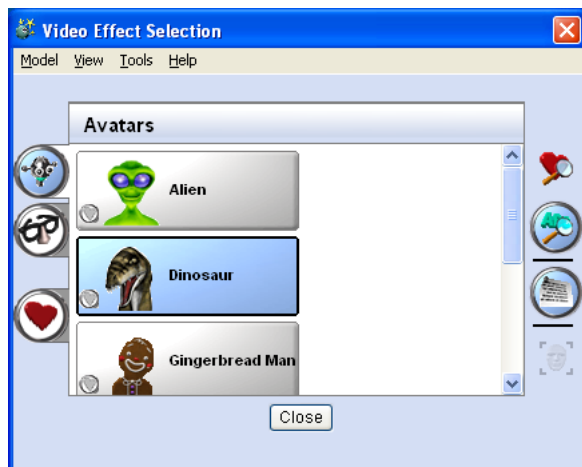 Video Effect Selection
Model View Tools Help
Avatars
Alien
Dinosaur
Gingerbread Man
Close